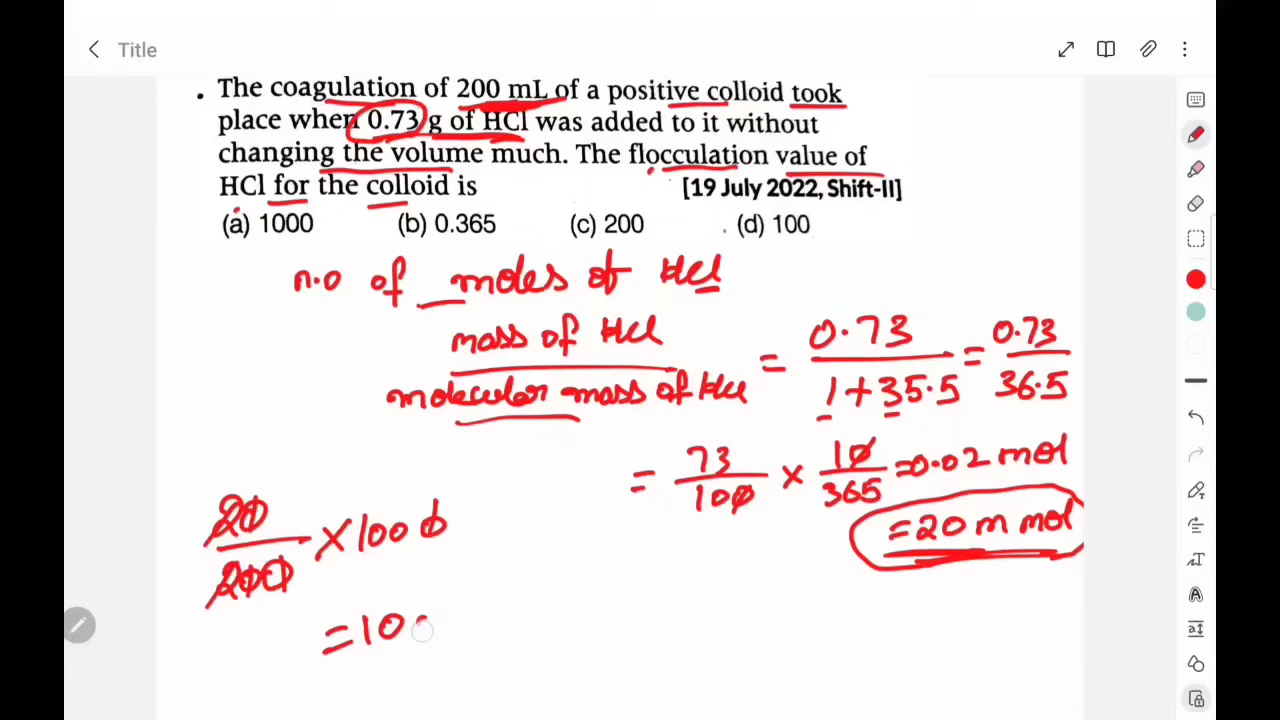 Title
. The coagulation of 200 mL of a positive colloid took
place when 0.73 g of HCl was added to it without
changing the volume much. The flocculation value of
HCl for the colloid is [19 July 2022, Shift-II]
(a) 1000 (b) 0.365 (c) 200 (d) 100
n.o of moles of HCl
mass of HCl
molecular mass of HCl
= 0.73 / 1+35.5 = 0.73 / 36.5
= 73 / 100 × 10 / 365 = 0.02 mol
= 20 m mol
20 / 200 × 1000
= 10